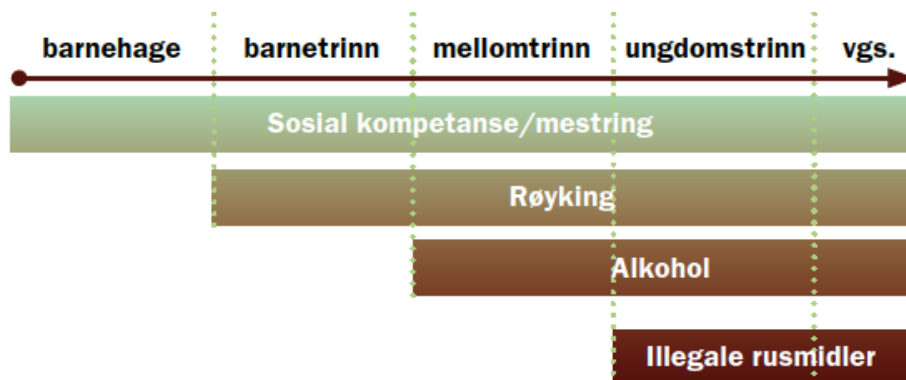 barnehage barnetrinn mellomtrinn ungdomstrinn vgs.
Sosial kompetanse/mestring
Røyking
Alkohol
Illegale rusmidler